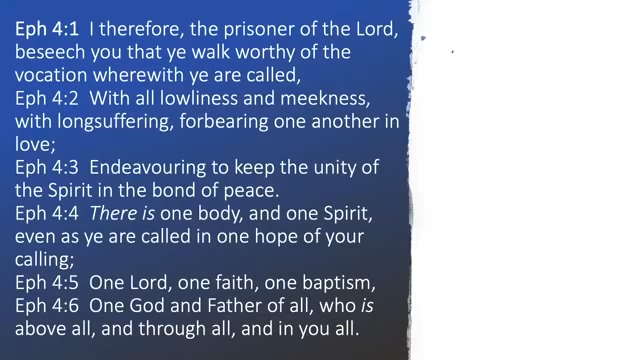 Eph 4:1  I therefore, the prisoner of the Lord,
beseech you that ye walk worthy of the
vocation wherewith ye are called,
Eph 4:2  With all lowliness and meekness,
with longsuffering, forbearing one another in
love;
Eph 4:3  Endeavouring to keep the unity of
the Spirit in the bond of peace.
Eph 4:4  There is one body, and one Spirit,
even as ye are called in one hope of your
calling;
Eph 4:5  One Lord, one faith, one baptism,
Eph 4:6  One God and Father of all, who is
above all, and through all, and in you all.